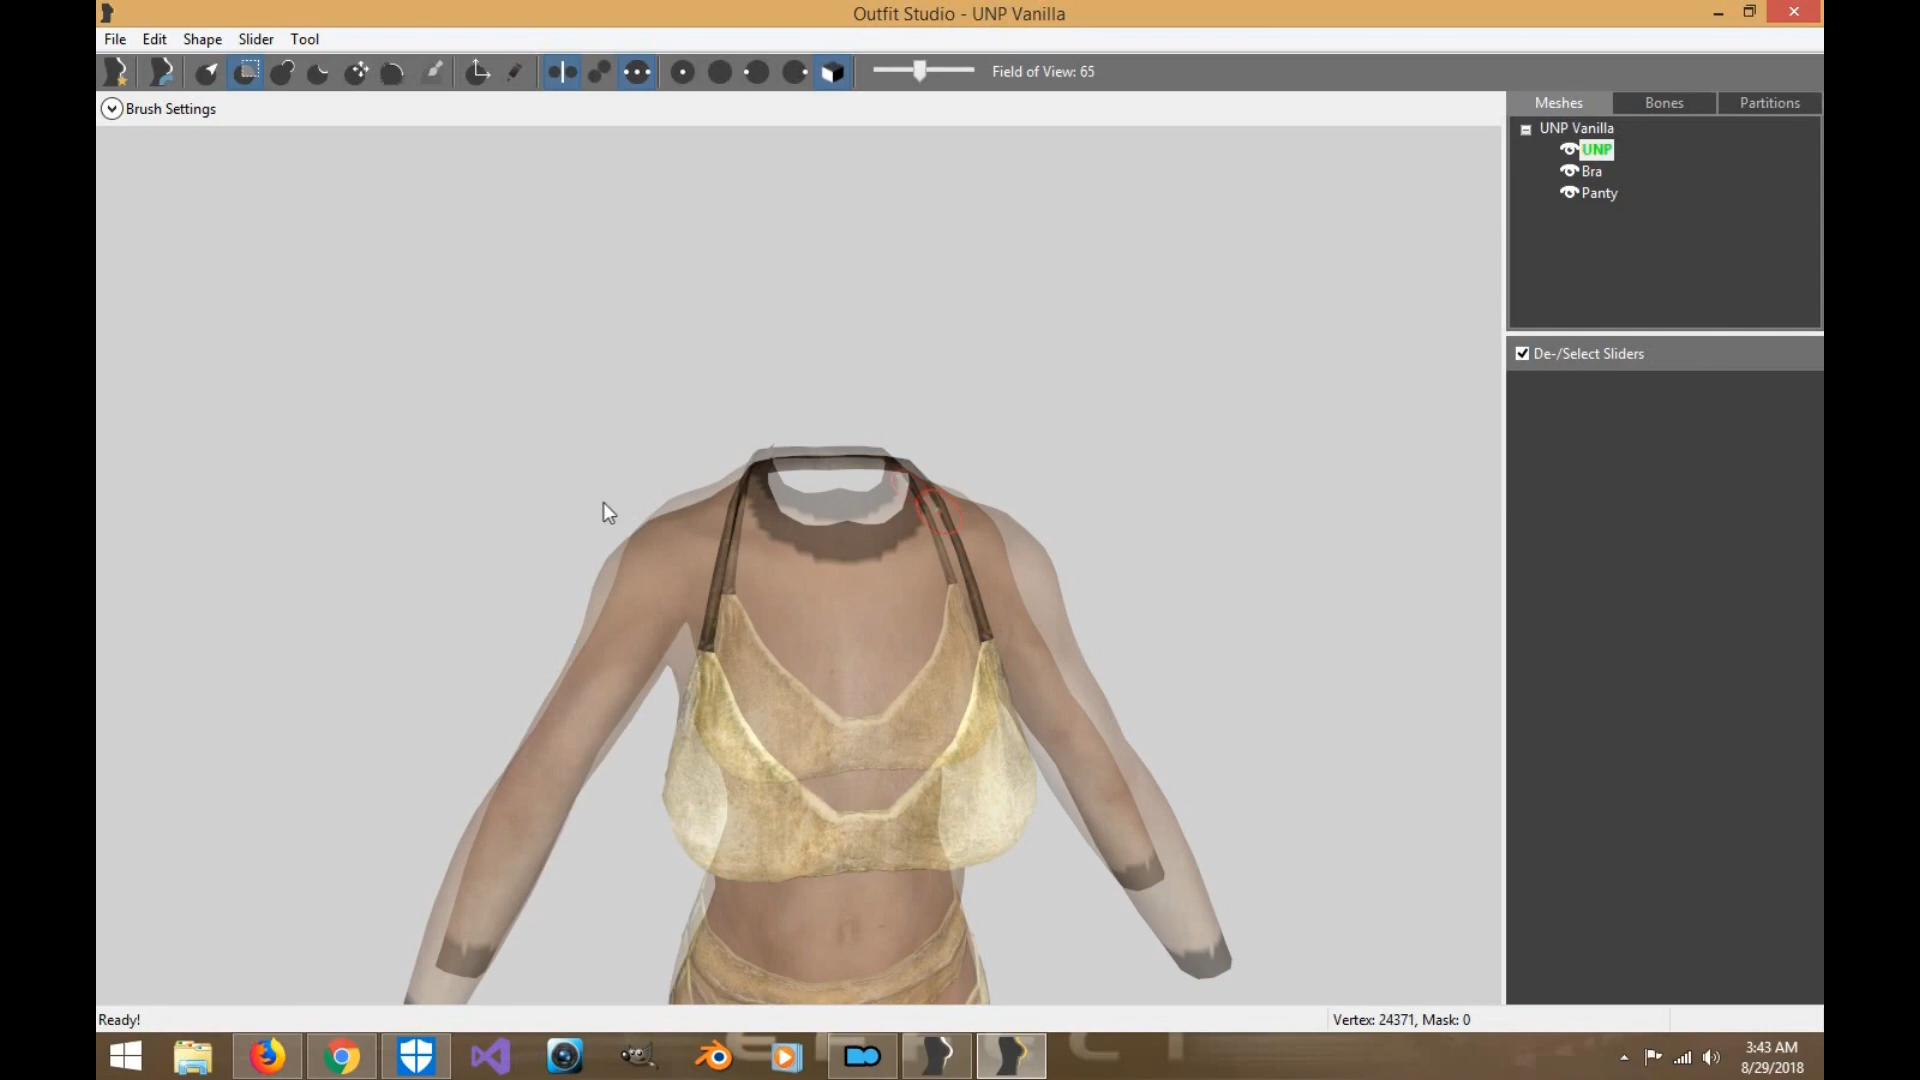 Outfit Studio - UNP Vanilla
File Edit Shape Slider Tool
Field of View: 65
Brush Settings
Meshes Bones Partitions
UNP Vanilla
UNP
Bra
Panty
De-/Select Sliders
Ready!
Vertex: 24371, Mask: 0
3:43 AM
8/29/2018